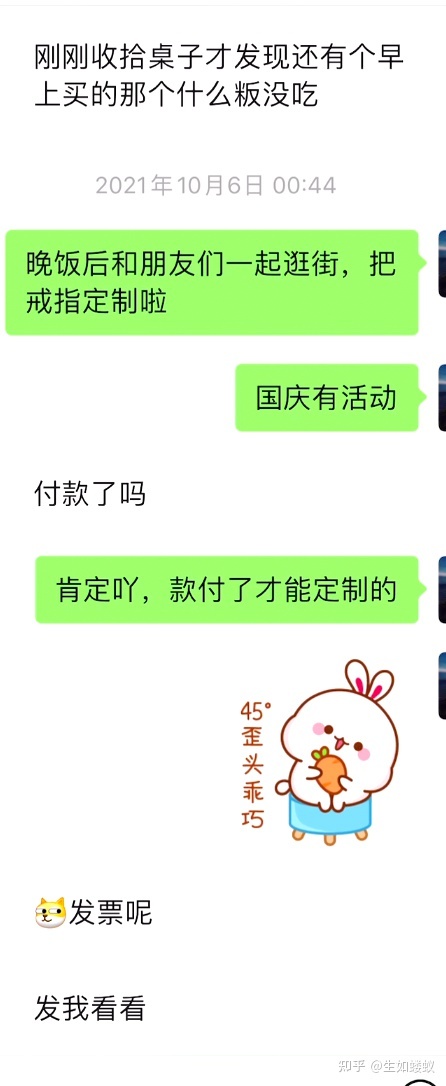 刚刚收拾桌子才发现还有个早
上买的那个什么粄没吃
2021年10月6日 00:44
晚饭后和朋友们一起逛街，把
戒指定制啦
国庆有活动
付款了吗
肯定吖，款付了才能定制的
45°
歪
头
乖
巧
发票呢
发我看看
知乎 @生如蝼蚁